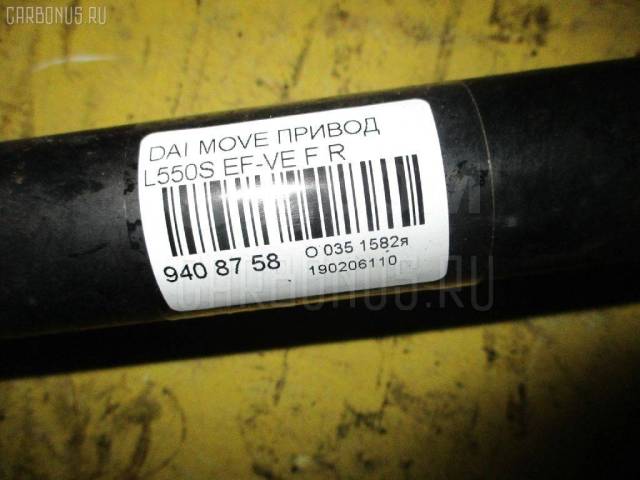 CARBONUS.RU
DAI MOVE ПРИВОД
L550S EF-VE F R
940 87 58
O 035 1582я
190206110
CARBONUS.RU